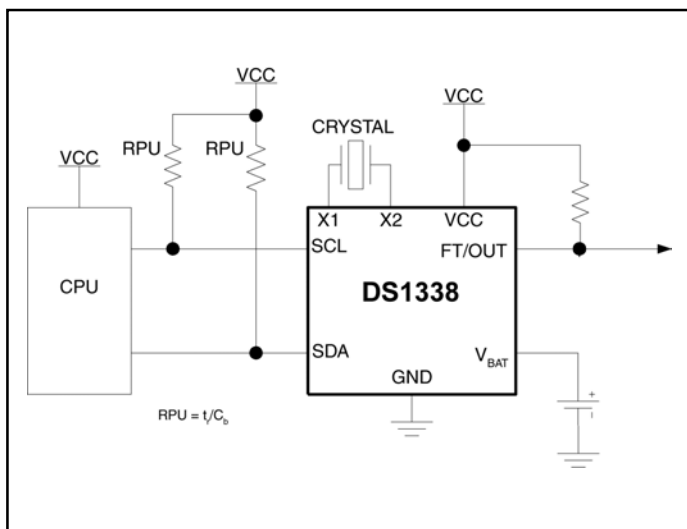 VCC
VCC
CRYSTAL
VCC
RPU
RPU
X1
X2
VCC
SCL
FT/OUT
CPU
DS1338
SDA
VBAT
GND
+
–
RPU = tr/Cb